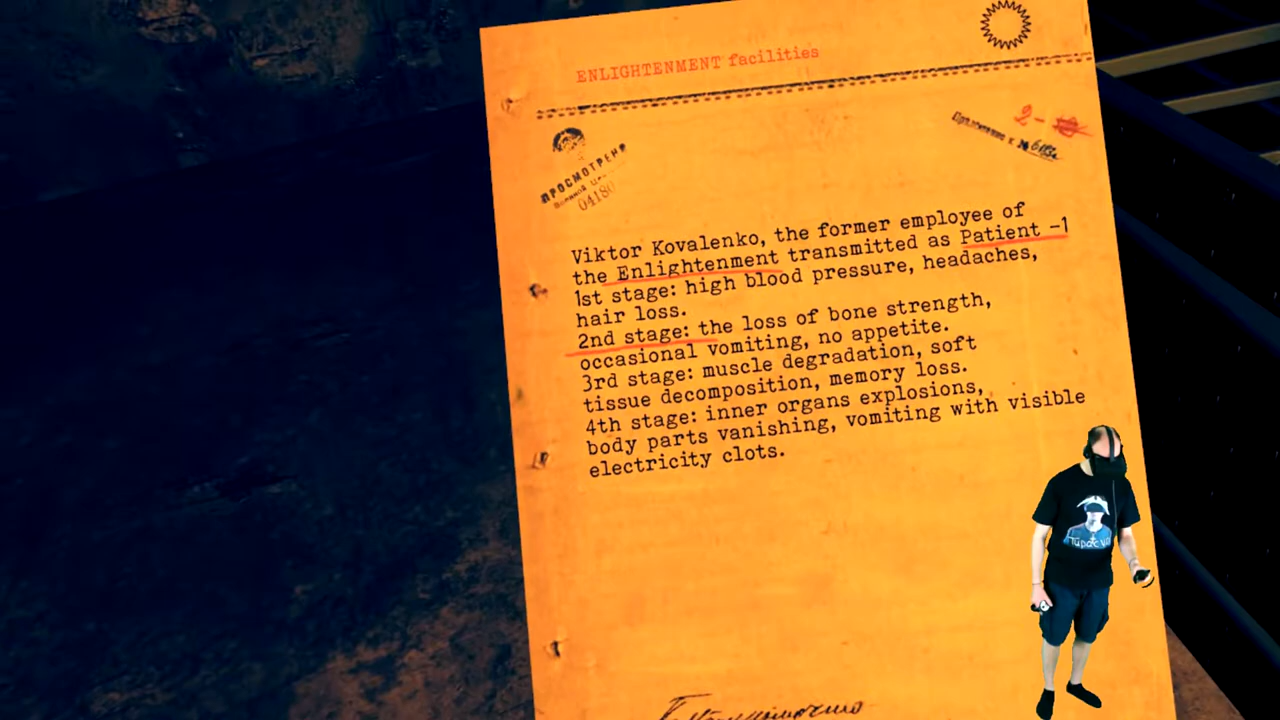 ENLIGHTENMENT facilities
ПРОСМОТРЕНО
04180
2-
Viktor Kovalenko, the former employee of
the Enlightenment transmitted as Patient -1
1st stage: high blood pressure, headaches,
hair loss.
2nd stage: the loss of bone strength,
occasional vomiting, no appetite.
3rd stage: muscle degradation, soft
tissue decomposition, memory loss.
4th stage: inner organs explosions,
body parts vanishing, vomiting with visible
electricity clots.